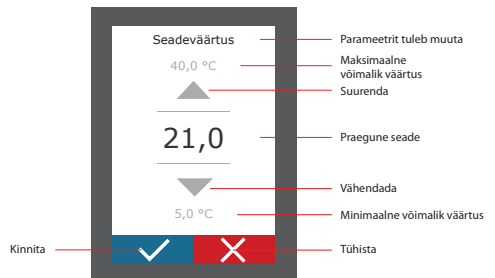 Seadeväärtus
40,0 °C
21,0
5,0 °C
Parameetrit tuleb muuta
Maksimaalne
võimalik väärtus
Suurenda
Praegune seade
Vähendada
Minimaalne võimalik väärtus
Kinnita
Tühista